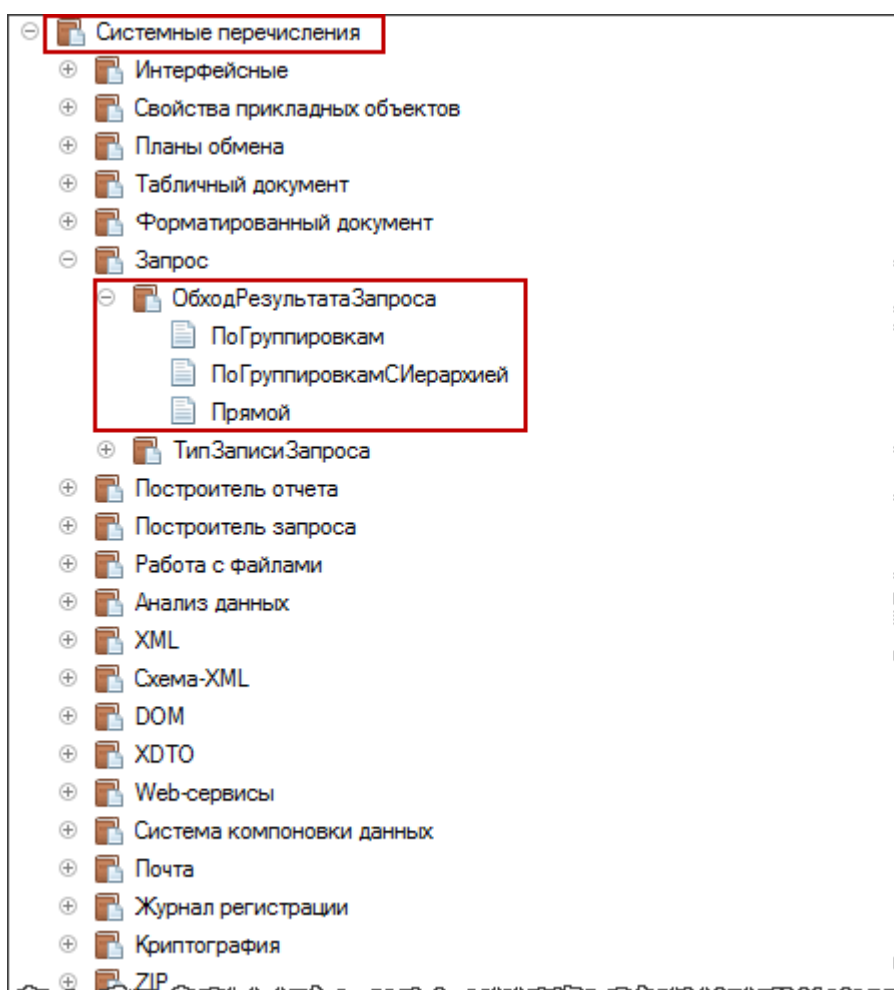 Системные перечисления
Интерфейсные
Свойства прикладных объектов
Планы обмена
Табличный документ
Форматированный документ
Запрос
ОбходРезультатаЗапроса
ПоГруппировкам
ПоГруппировкамСИерархией
Прямой
ТипЗаписиЗапроса
Построитель отчета
Построитель запроса
Работа с файлами
Анализ данных
XML
Схема-XML
DOM
XDTO
Web-сервисы
Система компоновки данных
Почта
Журнал регистрации
Криптография
ZIP